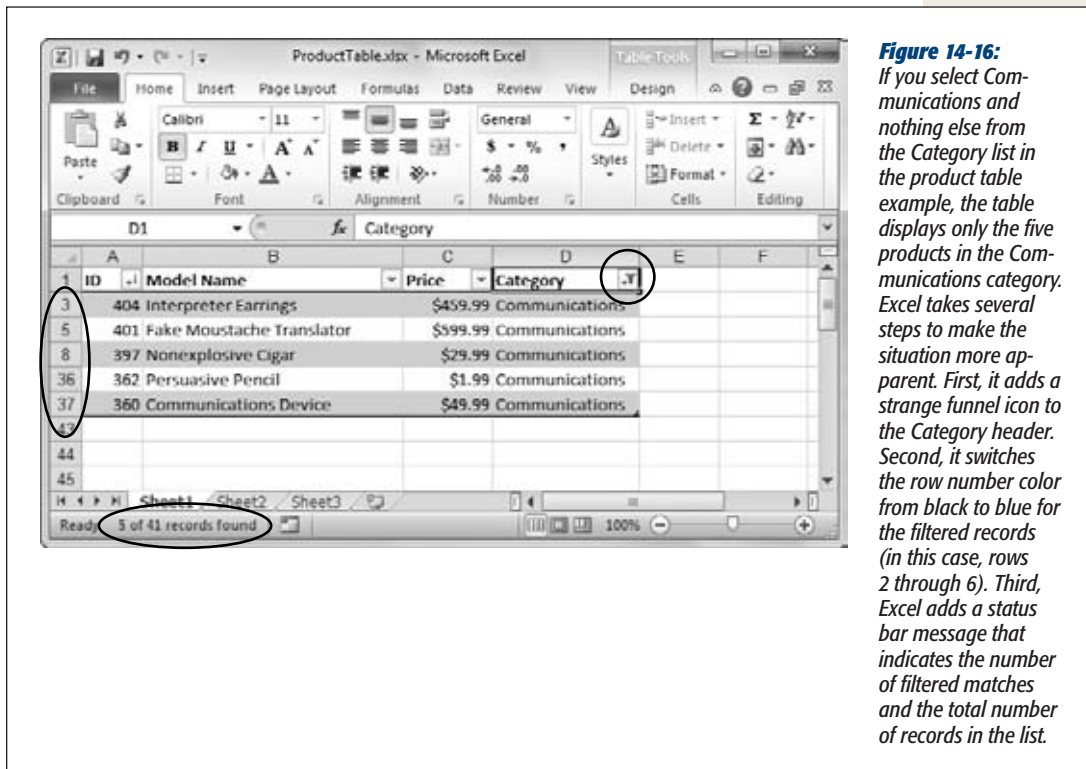 ProductTable.xlsx - Microsoft Excel
Table Tools
File Home Insert Page Layout Formulas Data Review View Design
Calibri 11 General Insert
Paste B I U A A $ % , Styles Delete
A Format
Clipboard Font Alignment Number Cells Editing
D1 fx Category
A B C D E F
1 ID Model Name Price Category
3 404 Interpreter Earrings $459.99 Communications
5 401 Fake Moustache Translator $599.99 Communications
8 397 Nonexplosive Cigar $29.99 Communications
36 362 Persuasive Pencil $1.99 Communications
37 360 Communications Device $49.99 Communications
43
44
45
Sheet1 Sheet2 Sheet3
Ready 5 of 41 records found 100%
Figure 14-16:
If you select Com-
munications and
nothing else from
the Category list in
the product table
example, the table
displays only the five
products in the Com-
munications category.
Excel takes several
steps to make the
situation more ap-
parent. First, it adds a
strange funnel icon to
the Category header.
Second, it switches
the row number color
from black to blue for
the filtered records
(in this case, rows
2 through 6). Third,
Excel adds a status
bar message that
indicates the number
of filtered matches
and the total number
of records in the list.